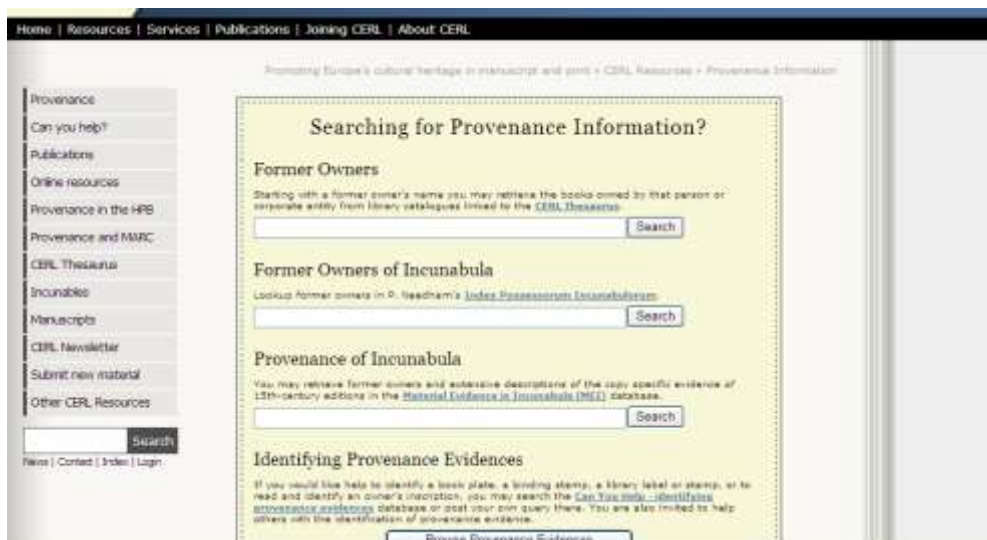 Home | Resources | Services | Publications | Joining CERL | About CERL
Promoting Europe's cultural heritage in manuscript and print » CERL Resources » Provenance Information
Provenance
Can you help?
Publications
Online resources
Provenance in the HPB
Provenance and MARC
CERL Thesaurus
Incunables
Manuscripts
CERL Newsletter
Submit new material
Other CERL Resources
Search
News | Contact | Index | Login
Searching for Provenance Information?
Former Owners
Starting with a former owner's name you may retrieve the books owned by that person or
corporate entity from library catalogues linked to the CERL Thesaurus.
Search
Former Owners of Incunabula
Lookup former owners in P. Needham's Index Possessorum Incunabulorum.
Search
Provenance of Incunabula
You may retrieve former owners and extensive descriptions of the copy specific evidence of
15th-century editions in the Material Evidence in Incunabula (MEI) database.
Search
Identifying Provenance Evidences
If you would like help to identify a book plate, a binding stamp, a library label or stamp, or to
read and identify an owner's inscription, you may search the Can You Help - identifying
provenance evidences database or post your own query there. You are also invited to help
others with the identification of provenance evidence.
Browse Provenance Evidences